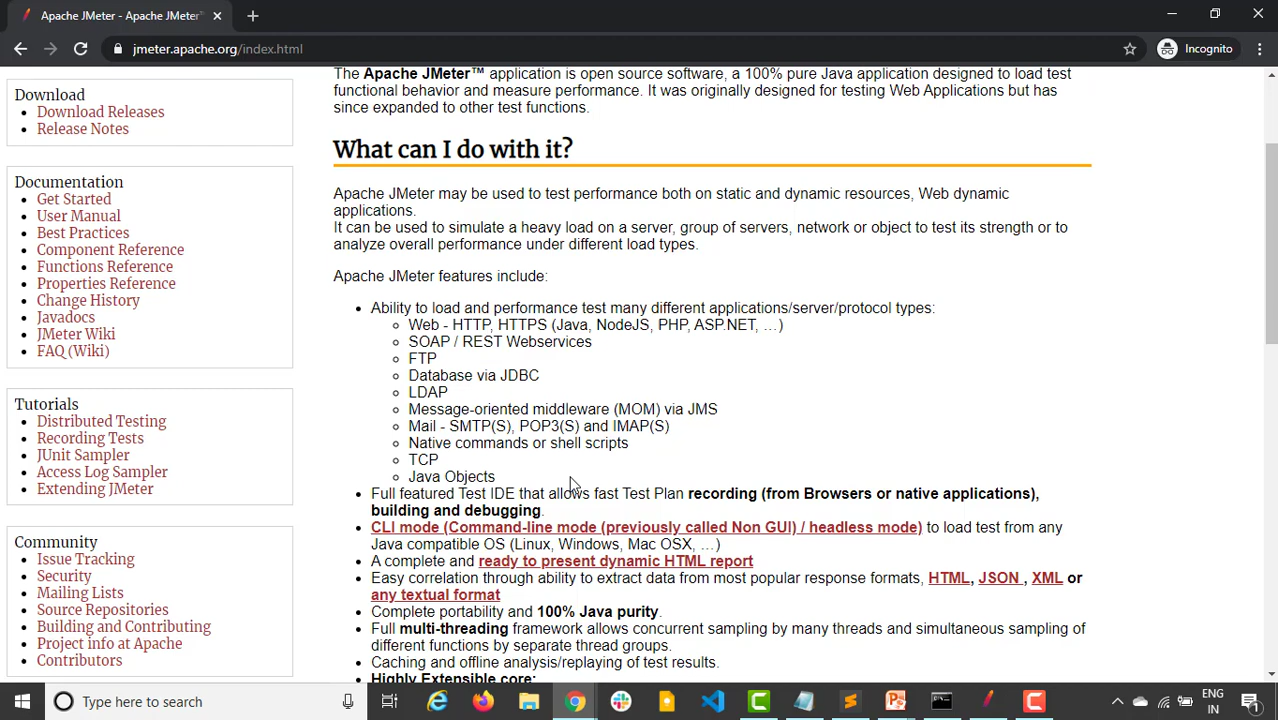 Apache JMeter - Apache JMeter™
jmeter.apache.org/index.html
Incognito
Download
Download Releases
Release Notes
Documentation
Get Started
User Manual
Best Practices
Component Reference
Functions Reference
Properties Reference
Change History
Javadocs
JMeter Wiki
FAQ (Wiki)
Tutorials
Distributed Testing
Recording Tests
JUnit Sampler
Access Log Sampler
Extending JMeter
Community
Issue Tracking
Security
Mailing Lists
Source Repositories
Building and Contributing
Project info at Apache
Contributors
The Apache JMeter™ application is open source software, a 100% pure Java application designed to load test
functional behavior and measure performance. It was originally designed for testing Web Applications but has
since expanded to other test functions.
What can I do with it?
Apache JMeter may be used to test performance both on static and dynamic resources, Web dynamic
applications.
It can be used to simulate a heavy load on a server, group of servers, network or object to test its strength or to
analyze overall performance under different load types.
Apache JMeter features include:
Ability to load and performance test many different applications/server/protocol types:
Web - HTTP, HTTPS (Java, NodeJS, PHP, ASP.NET, …)
SOAP / REST Webservices
FTP
Database via JDBC
LDAP
Message-oriented middleware (MOM) via JMS
Mail - SMTP(S), POP3(S) and IMAP(S)
Native commands or shell scripts
TCP
Java Objects
Full featured Test IDE that allows fast Test Plan recording (from Browsers or native applications),
building and debugging.
CLI mode (Command-line mode (previously called Non GUI) / headless mode) to load test from any
Java compatible OS (Linux, Windows, Mac OSX, …)
A complete and ready to present dynamic HTML report
Easy correlation through ability to extract data from most popular response formats, HTML, JSON , XML or
any textual format
Complete portability and 100% Java purity.
Full multi-threading framework allows concurrent sampling by many threads and simultaneous sampling of
different functions by separate thread groups.
Caching and offline analysis/replaying of test results.
Highly Extensible core:
Type here to search
ENG
IN
1